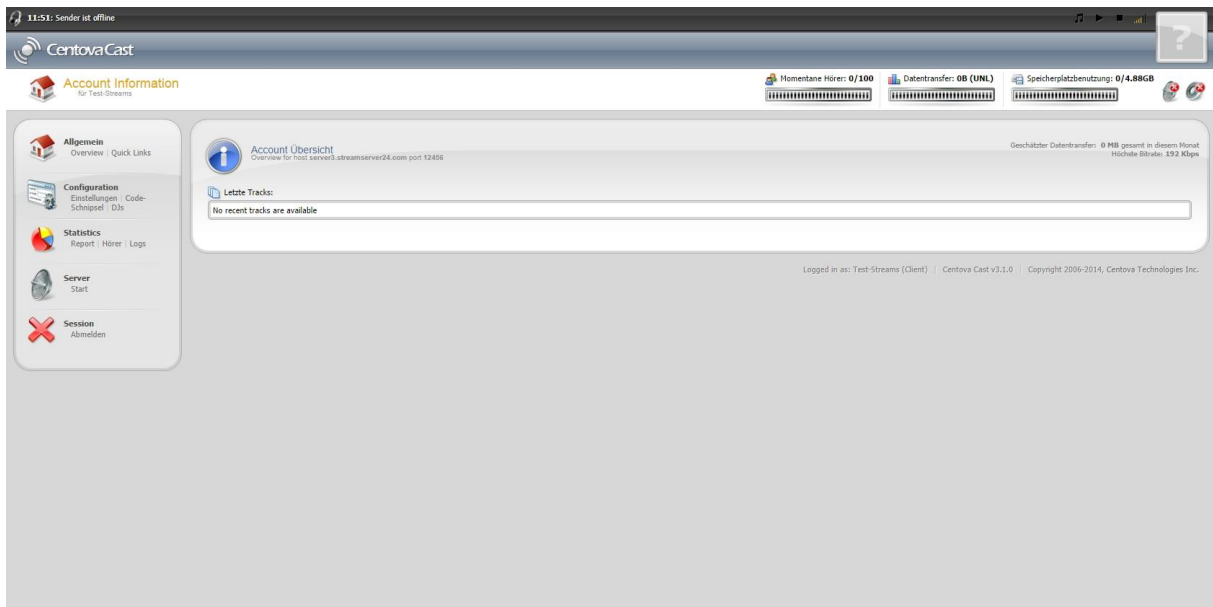 11:51: Sender ist offline
Centova Cast
Account Information
für Test-Streams
Momentane Hörer: 0/100
Datentransfer: 0B (UNL)
Speicherplatzbenutzung: 0/4.88GB
Allgemein
Overview | Quick Links
Configuration
Einstellungen | Code-
Schnipsel | DJs
Statistics
Report | Hörer | Logs
Server
Start
Session
Abmelden
Account Übersicht
Overview for host server3.streamserver24.com port 12456
Geschätzter Datentransfer: 0 MB gesamt in diesem Monat
Höchste Bitrate: 192 Kbps
Letzte Tracks:
No recent tracks are available
Logged in as: Test-Streams (Client) | Centova Cast v3.1.0 | Copyright 2006-2014, Centova Technologies Inc.